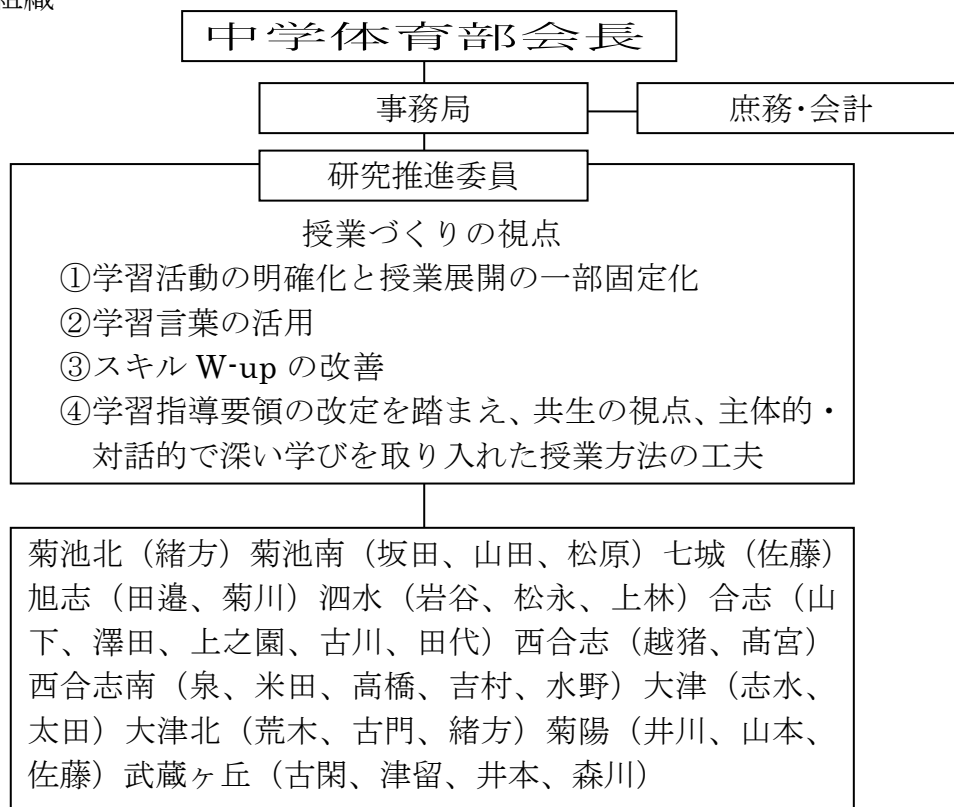 組織
中学体育部会長
事務局
庶務・会計
研究推進委員
授業づくりの視点
①学習活動の明確化と授業展開の一部固定化
②学習言葉の活用
③スキル W-up の改善
④学習指導要領の改定を踏まえ、共生の視点、主体的・
対話的で深い学びを取り入れた授業方法の工夫
菊池北（緒方）菊池南（坂田、山田、松原）七城（佐藤）
旭志（田邉、菊川）泗水（岩谷、松永、上林）合志（山
下、澤田、上之園、古川、田代）西合志（越猪、髙宮）
西合志南（泉、米田、高橋、吉村、水野）大津（志水、
太田）大津北（荒木、古門、緒方）菊陽（井川、山本、
佐藤）武蔵ヶ丘（古閑、津留、井本、森川）